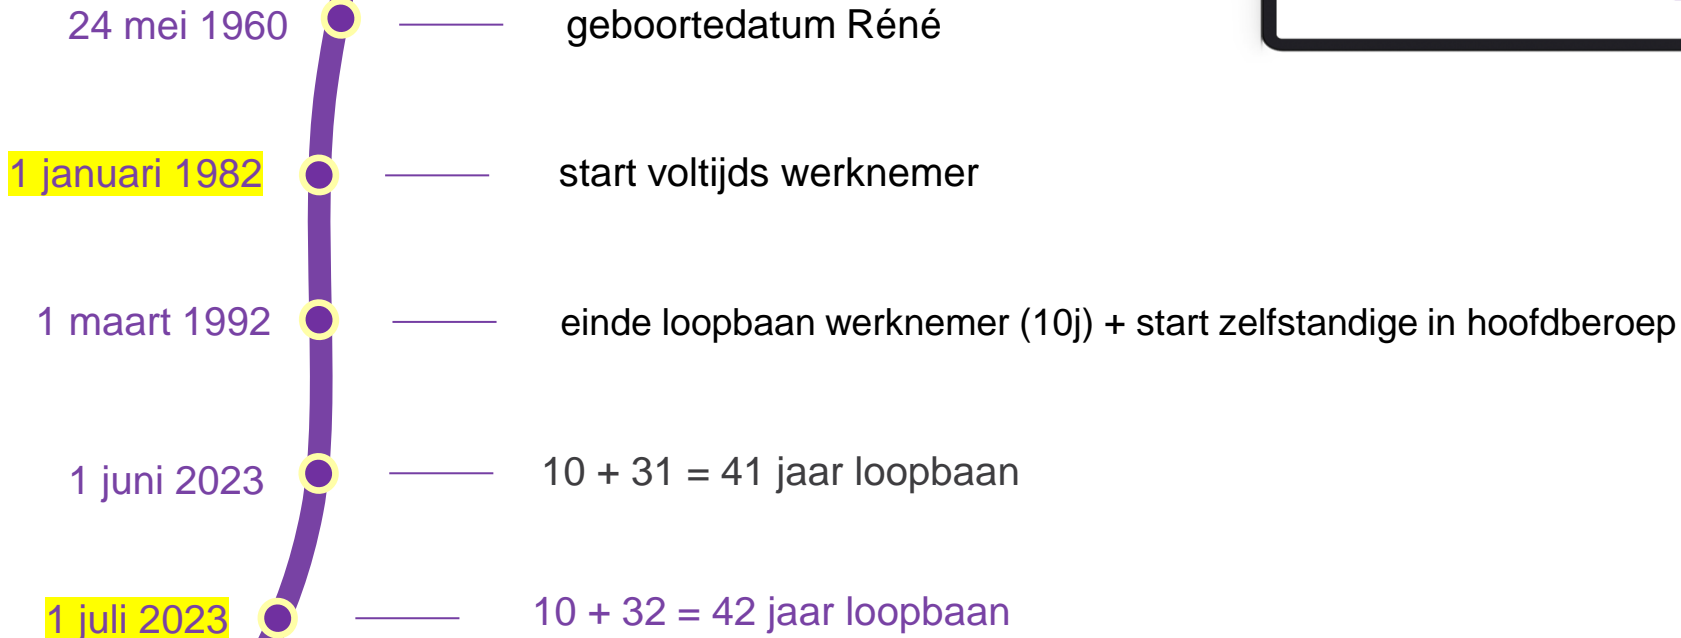 24 mei 1960 geboortedatum Réné
1 januari 1982 start voltijds werknemer
1 maart 1992 einde loopbaan werknemer (10j) + start zelfstandige in hoofdberoep
1 juni 2023 10 + 31 = 41 jaar loopbaan
1 juli 2023 10 + 32 = 42 jaar loopbaan